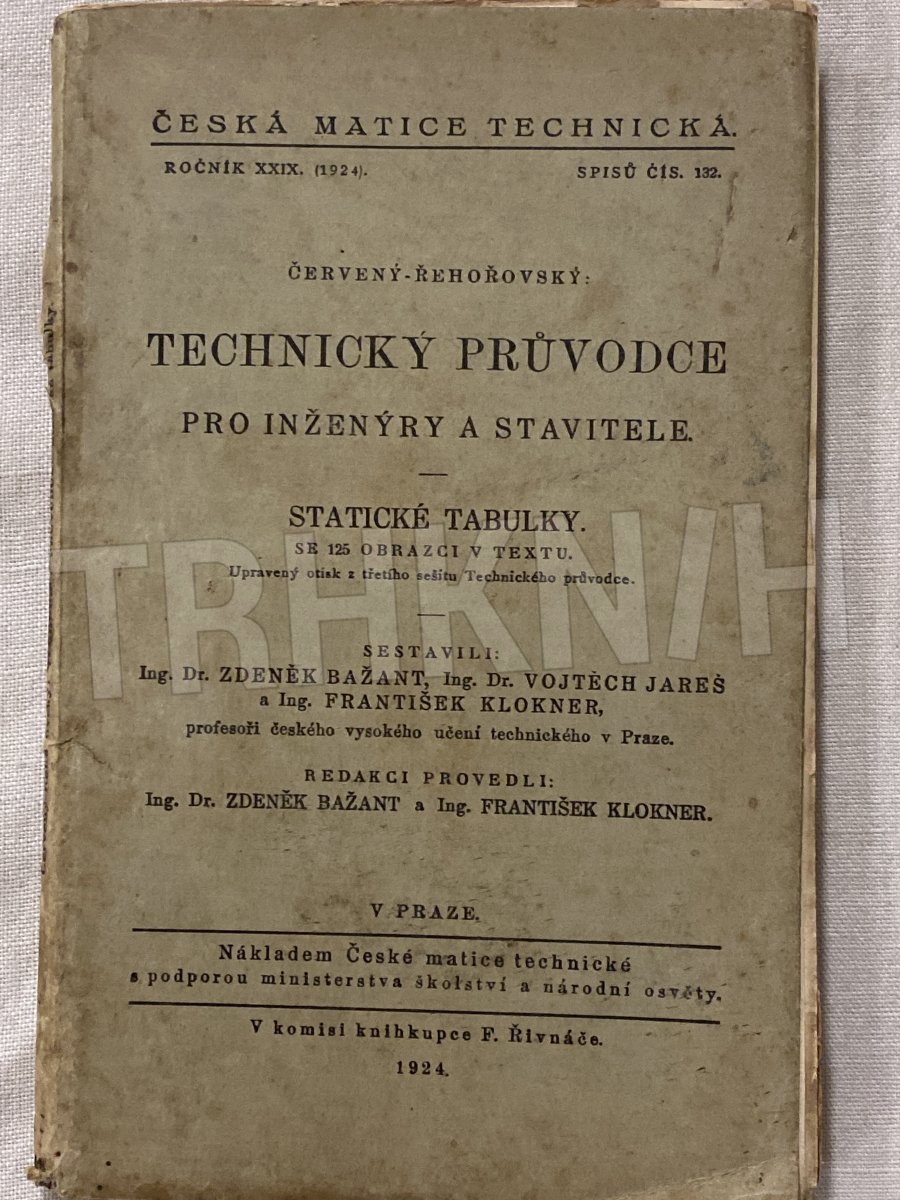 ČESKÁ MATICE TECHNICKÁ.
ROČNÍK XXIX. (1924). SPISŮ ČÍS. 132.
ČERVENÝ-ŘEHOŘOVSKÝ:
TECHNICKÝ PRŮVODCE
PRO INŽENÝRY A STAVITELE.
STATICKÉ TABULKY.
SE 125 OBRAZCI V TEXTU.
Upravený otisk z třetího sešitu Technického průvodce.
TRHKNIH
SESTAVILI:
Ing. Dr. ZDENĚK BAŽANT, Ing. Dr. VOJTĚCH JAREŠ
a Ing. FRANTIŠEK KLOKNER,
profesoři českého vysokého učení technického v Praze.
REDAKCI PROVEDLI:
Ing. Dr. ZDENĚK BAŽANT a Ing. FRANTIŠEK KLOKNER.
V PRAZE.
Nákladem České matice technické
s podporou ministerstva školství a národní osvěty.
V komisi knihkupce F. Řivnáče.
1924.